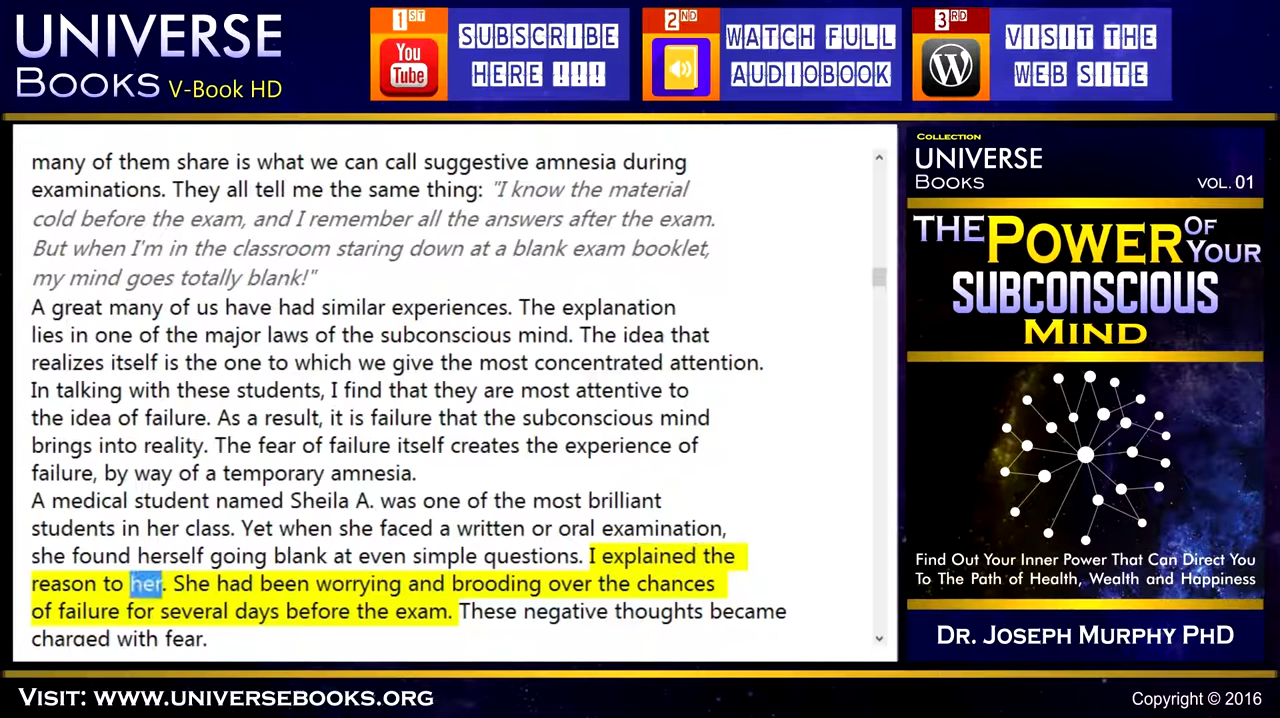 UNIVERSE
BOOKS V-Book HD
1ST
You
Tube
SUBSCRIBE
HERE !!!
2ND
WATCH FULL
AUDIOBOOK
3RD
VISIT THE
WEB SITE
many of them share is what we can call suggestive amnesia during
examinations. They all tell me the same thing: "I know the material
cold before the exam, and I remember all the answers after the exam.
But when I'm in the classroom staring down at a blank exam booklet,
my mind goes totally blank!"
A great many of us have had similar experiences. The explanation
lies in one of the major laws of the subconscious mind. The idea that
realizes itself is the one to which we give the most concentrated attention.
In talking with these students, I find that they are most attentive to
the idea of failure. As a result, it is failure that the subconscious mind
brings into reality. The fear of failure itself creates the experience of
failure, by way of a temporary amnesia.
A medical student named Sheila A. was one of the most brilliant
students in her class. Yet when she faced a written or oral examination,
she found herself going blank at even simple questions. I explained the
reason to her. She had been worrying and brooding over the chances
of failure for several days before the exam. These negative thoughts became
charged with fear.
COLLECTION
UNIVERSE
BOOKS
VOL. 01
THE POWER OF YOUR
SUBCONSCIOUS
MIND
Find Out Your Inner Power That Can Direct You
To The Path of Health, Wealth and Happiness
DR. JOSEPH MURPHY PHD
VISIT: WWW.UNIVERSEBOOKS.ORG
Copyright © 2016